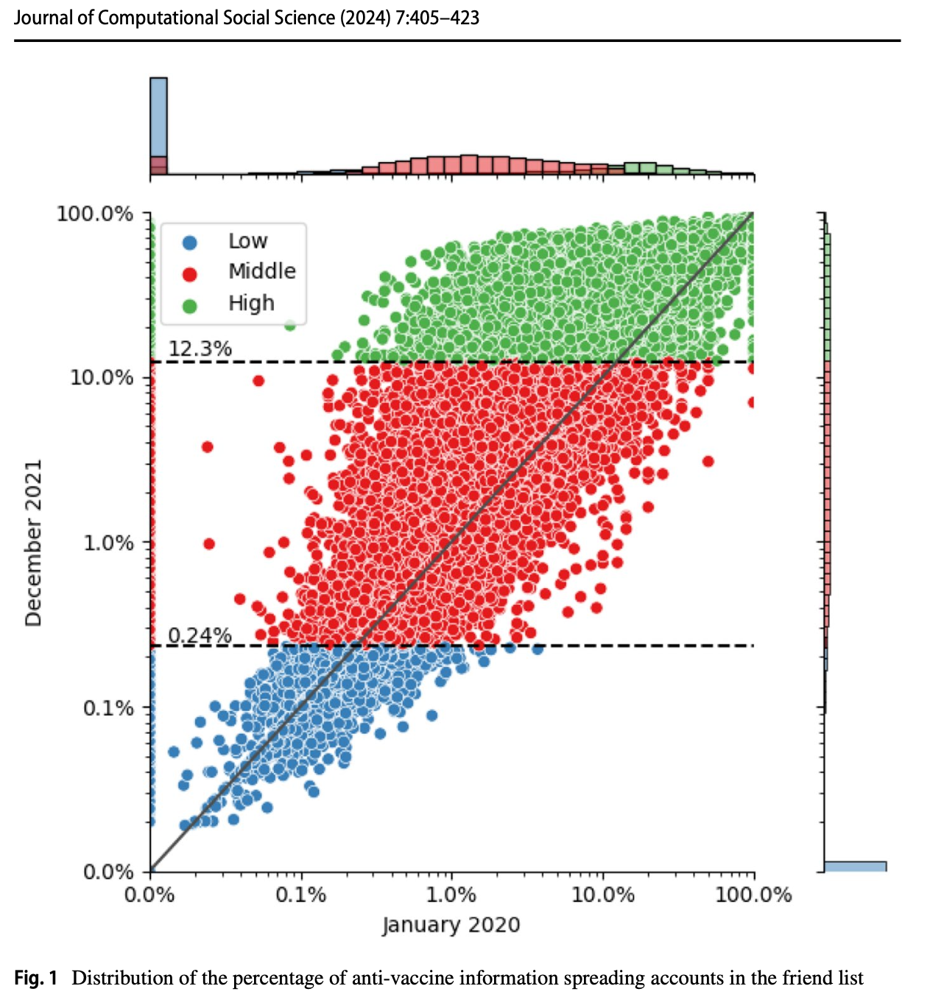 Journal of Computational Social Science (2024) 7:405–423
100.0%
Low
Middle
High
12.3%
10.0%
December 2021
1.0%
0.24%
0.1%
0.0%
0.0% 0.1% 1.0% 10.0% 100.0%
January 2020
Fig. 1 Distribution of the percentage of anti-vaccine information spreading accounts in the friend list